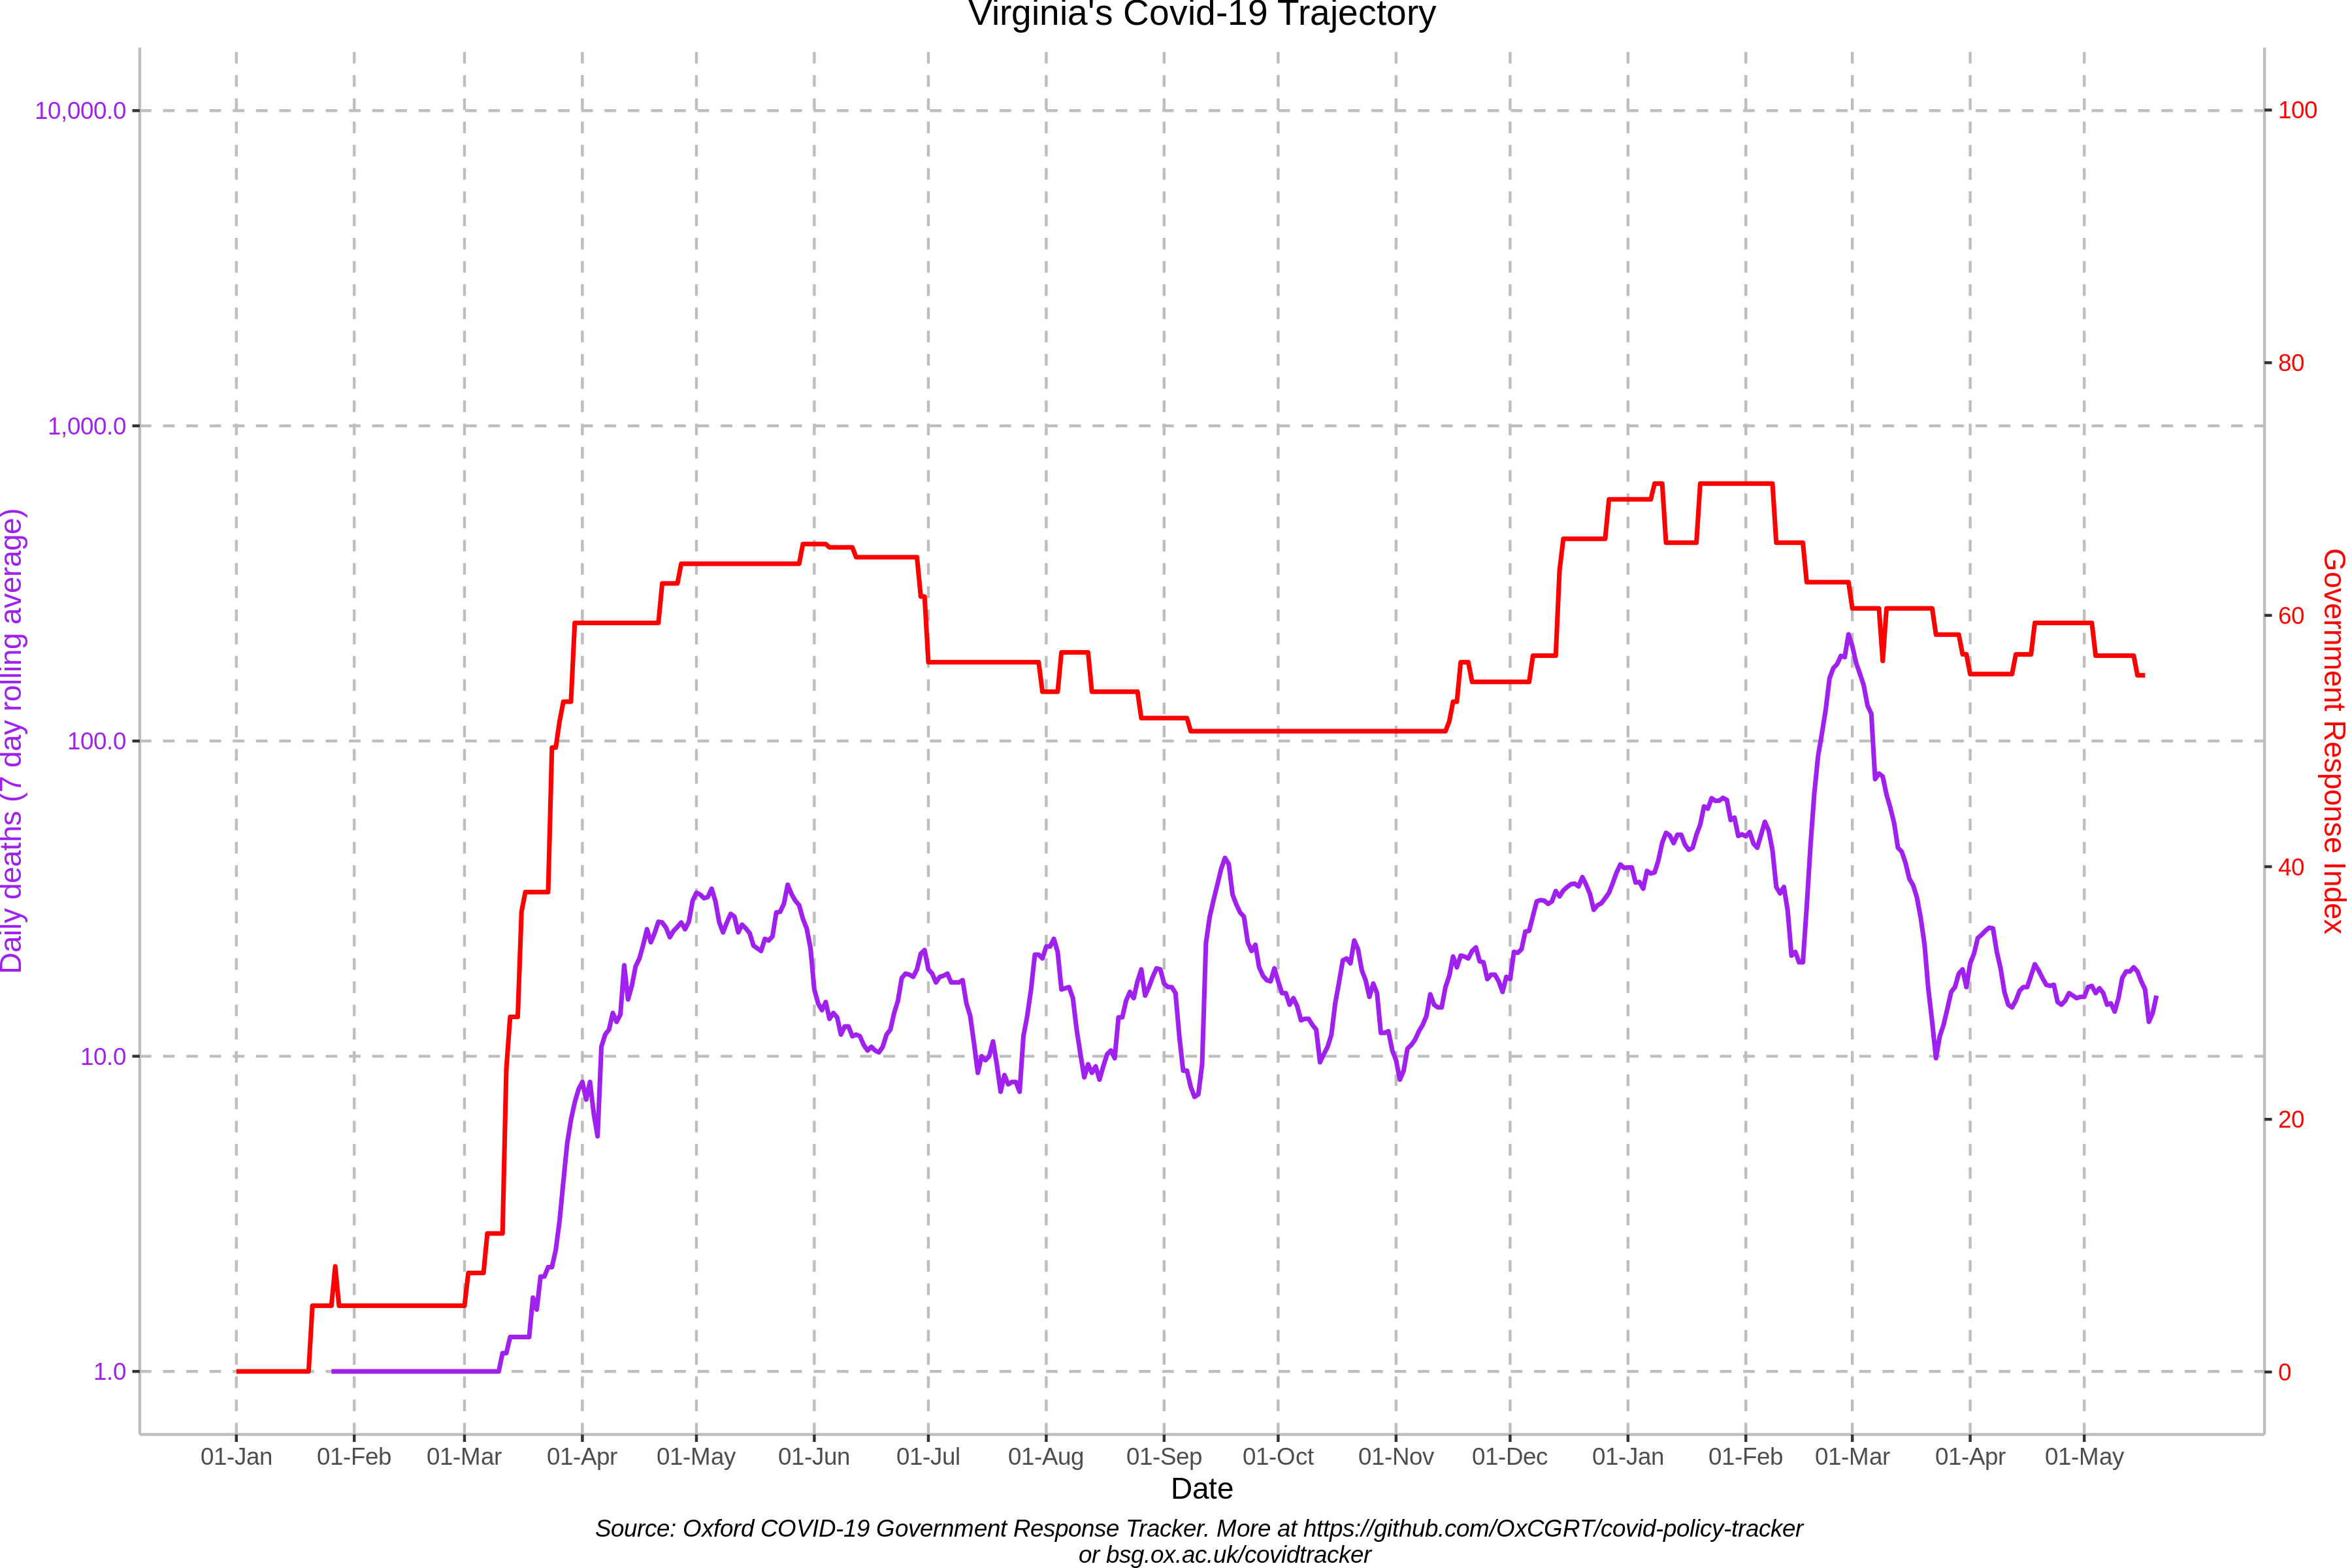 Virginia's Covid-19 Trajectory
10,000.0
1,000.0
100.0
10.0
1.0
Daily deaths (7 day rolling average)
100
80
60
40
20
0
Government Response Index
01-Jan 01-Feb 01-Mar 01-Apr 01-May 01-Jun 01-Jul 01-Aug 01-Sep 01-Oct 01-Nov 01-Dec 01-Jan 01-Feb 01-Mar 01-Apr 01-May
Date
Source: Oxford COVID-19 Government Response Tracker. More at https://github.com/OxCGRT/covid-policy-tracker
or bsg.ox.ac.uk/covidtracker